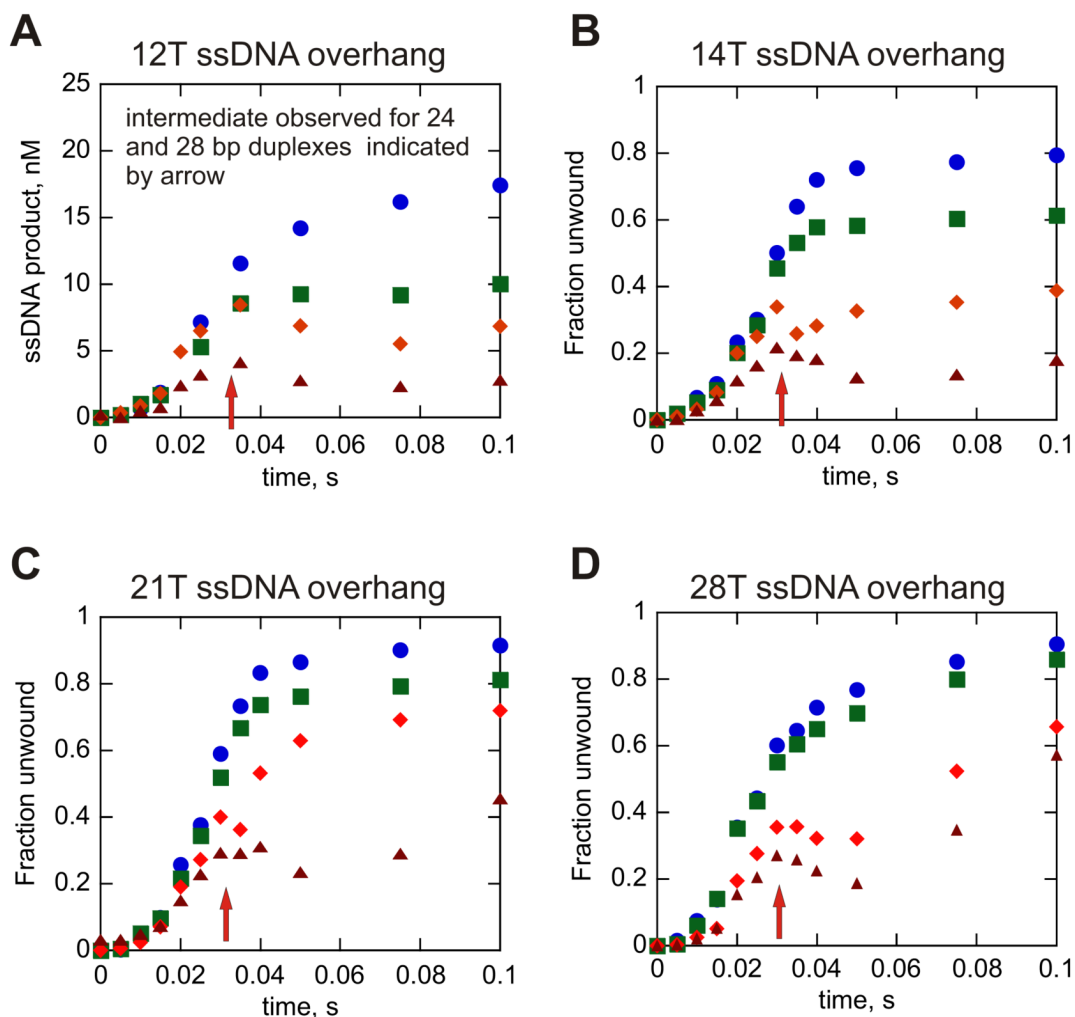 A
12T ssDNA overhang
25
20
15
10
5
0
ssDNA product, nM
intermediate observed for 24
and 28 bp duplexes indicated
by arrow
0 0.02 0.04 0.06 0.08 0.1
time, s
B
14T ssDNA overhang
1
0.8
0.6
0.4
0.2
0
Fraction unwound
0 0.02 0.04 0.06 0.08 0.1
time, s
C
21T ssDNA overhang
1
0.8
0.6
0.4
0.2
0
Fraction unwound
0 0.02 0.04 0.06 0.08 0.1
time, s
D
28T ssDNA overhang
1
0.8
0.6
0.4
0.2
0
Fraction unwound
0 0.02 0.04 0.06 0.08 0.1
time, s